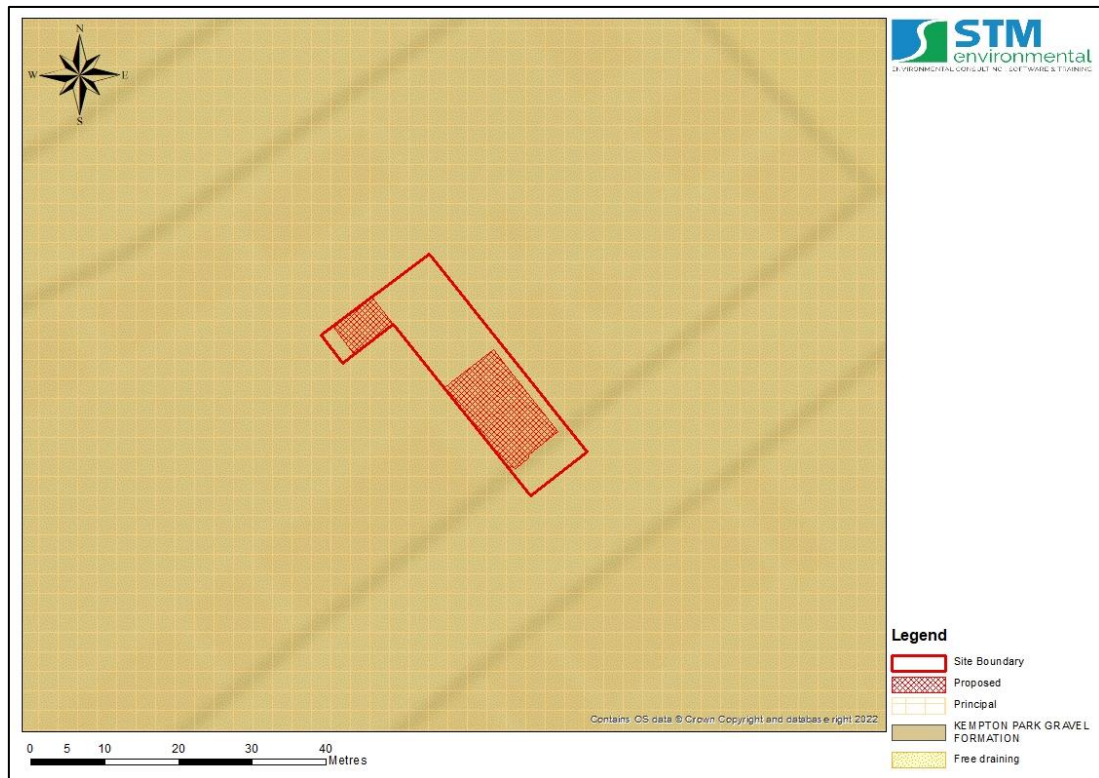 N
W E
S
STM
environmental
ENVIRONMENTAL CONSULTING | SOFTWARE & TRAINING
Contains OS data © Crown Copyright and database right 2022
0 5 10 20 30 40
Metres
Legend
Site Boundary
Proposed
Principal
KEMPTON PARK GRAVEL
FORMATION
Free draining